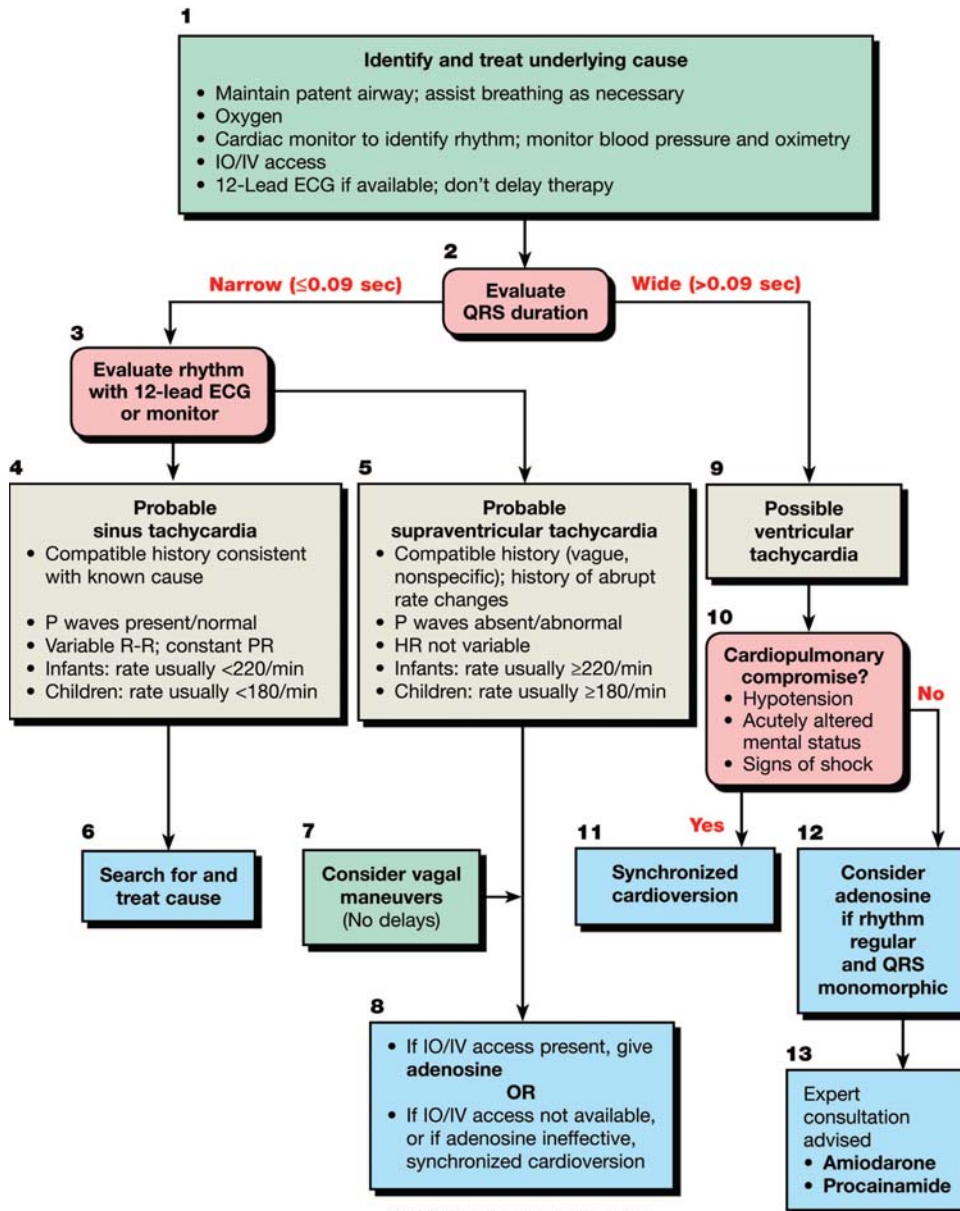 1
Identify and treat underlying cause
• Maintain patent airway; assist breathing as necessary
• Oxygen
• Cardiac monitor to identify rhythm; monitor blood pressure and oximetry
• IO/IV access
• 12-Lead ECG if available; don't delay therapy
2
Narrow (≤0.09 sec)
Evaluate
QRS duration
Wide (>0.09 sec)
3
Evaluate rhythm
with 12-lead ECG
or monitor
4
Probable
sinus tachycardia
• Compatible history consistent
with known cause
• P waves present/normal
• Variable R-R; constant PR
• Infants: rate usually <220/min
• Children: rate usually <180/min
5
Probable
supraventricular tachycardia
• Compatible history (vague,
nonspecific); history of abrupt
rate changes
• P waves absent/abnormal
• HR not variable
• Infants: rate usually ≥220/min
• Children: rate usually ≥180/min
9
Possible
ventricular
tachycardia
10
Cardiopulmonary
compromise?
• Hypotension
• Acutely altered
mental status
• Signs of shock
No
Yes
6
Search for and
treat cause
7
Consider vagal
maneuvers
(No delays)
11
Synchronized
cardioversion
12
Consider
adenosine
if rhythm
regular
and QRS
monomorphic
8
• If IO/IV access present, give
adenosine
OR
• If IO/IV access not available,
or if adenosine ineffective,
synchronized cardioversion
13
Expert
consultation
advised
• Amiodarone
• Procainamide